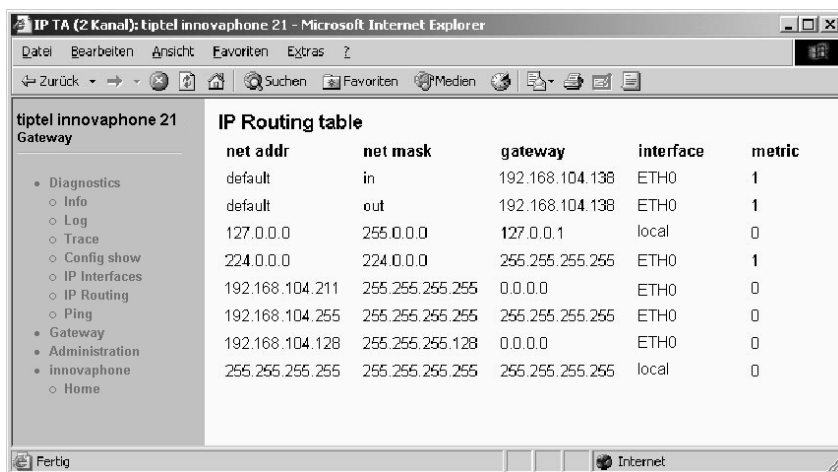 IP TA (2 Kanal): tiptel innovaphone 21 - Microsoft Internet Explorer
Datei Bearbeiten Ansicht Favoriten Extras ?
Zurück Suchen Favoriten Medien
tiptel innovaphone 21
Gateway
Diagnostics
Info
Log
Trace
Config show
IP Interfaces
IP Routing
Ping
Gateway
Administration
innovaphone
Home
IP Routing table
net addr net mask gateway interface metric
default in 192.168.104.138 ETH0 1
default out 192.168.104.138 ETH0 1
127.0.0.0 255.0.0.0 127.0.0.1 local 0
224.0.0.0 224.0.0.0 255.255.255.255 ETH0 1
192.168.104.211 255.255.255.255 0.0.0.0 ETH0 0
192.168.104.255 255.255.255.255 255.255.255.255 ETH0 0
192.168.104.128 255.255.255.128 0.0.0.0 ETH0 0
255.255.255.255 255.255.255.255 255.255.255.255 local 0
Fertig Internet